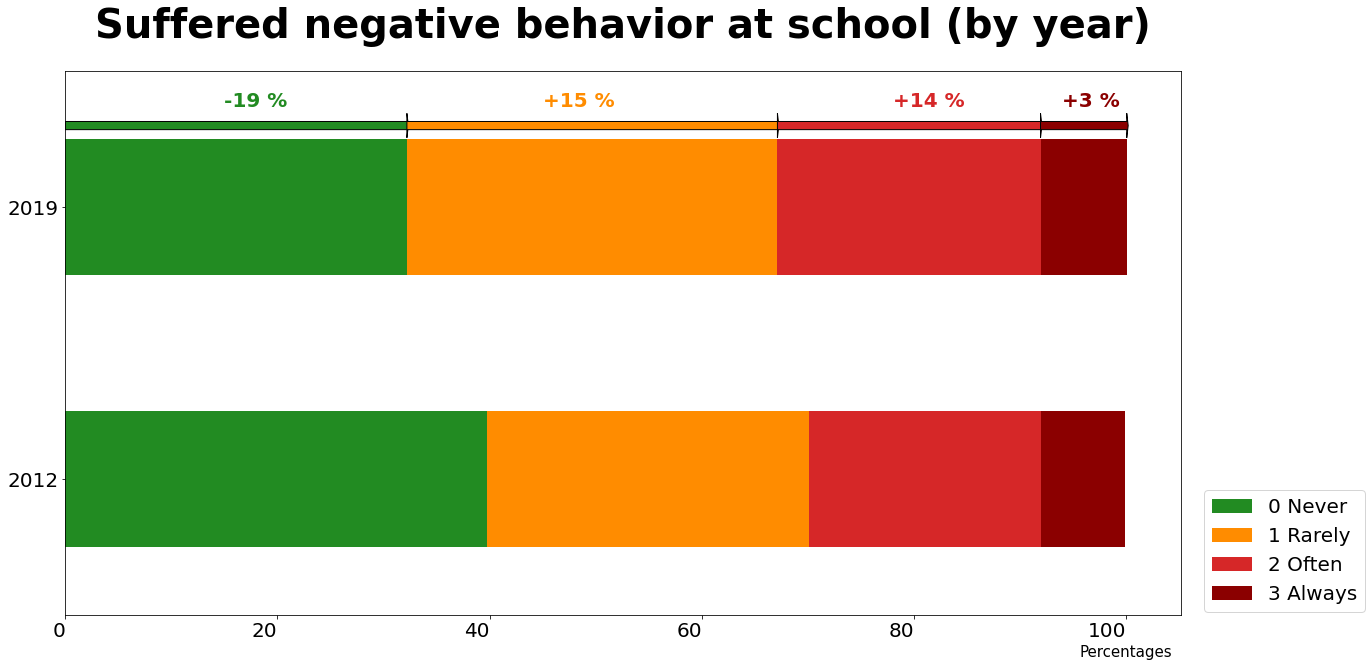 Suffered negative behavior at school (by year)
-19 % +15 % +14 % +3 %
2019
2012
0 Never
1 Rarely
2 Often
3 Always
0 20 40 60 80 100
Percentages